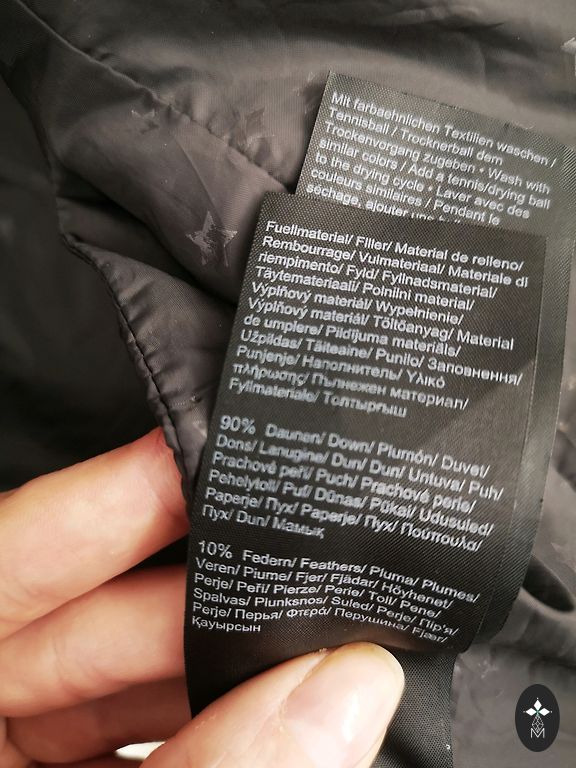 Mit farbaehnlichen Textilien waschen /
Tennisball / Trocknerball dem
Trockenvorgang zugeben • Wash with
similar colors / Add a tennis/drying ball
to the drying cycle • Laver avec des
couleurs similaires / Pendant le
séchage, ajouter une
Fuellmaterial/ Filler/ Material de relleno/
Rembourrage/ Vulmateriaal/ Materiale di
riempimento/ Fyld/ Fyllnadsmaterial/
Täytemateriaali/ Polnilni material/
Výplňový materiál/ Wypełnienie/
Výplňový materiál/ Töltőanyag/ Material
de umplere/ Pildījuma materiāls/
Užpildas/ Täiteaine/ Punilo/ Заповнення/
Punjenje/ Наполнитель/ Υλικό
πλήρωσης/ Пълнежен материал/
Fyllmateriale/ Толтырғыш
90% Daunen/ Down/ Plumón/ Duvet/
Dons/ Lanugine/ Dun/ Dun/ Untuva/ Puh/
Prachové peří/ Puch/ Prachové perie/
Pehelytoll/ Puf/ Dūnas/ Pūkai/ Udusuled/
Paperje/ Пух/ Paperje/ Пух/ Πούπουλα/
Пух/ Dun/ Мамық
10% Federn/ Feathers/ Pluma/ Plumes/
Veren/ Piume/ Fjer/ Fjädar/ Höyhenet/
Perje/ Peří/ Pierze/ Perie/ Toll/ Pene/
Spalvas/ Plunksnos/ Suled/ Perje/ Пір'я/
Perje/ Перья/ Φτερά/ Перушина/ Fjær/
Қауырсын
M